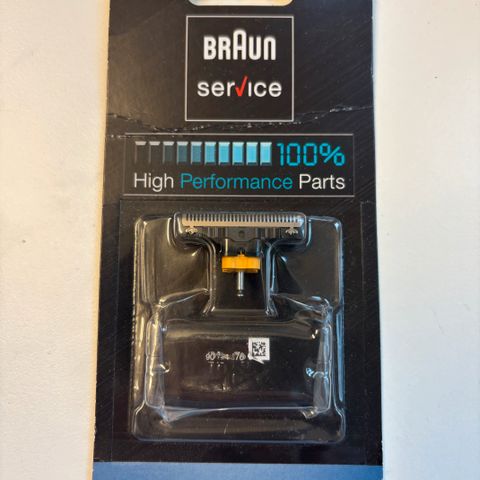 BRAUN
service
100%
High Performance Parts